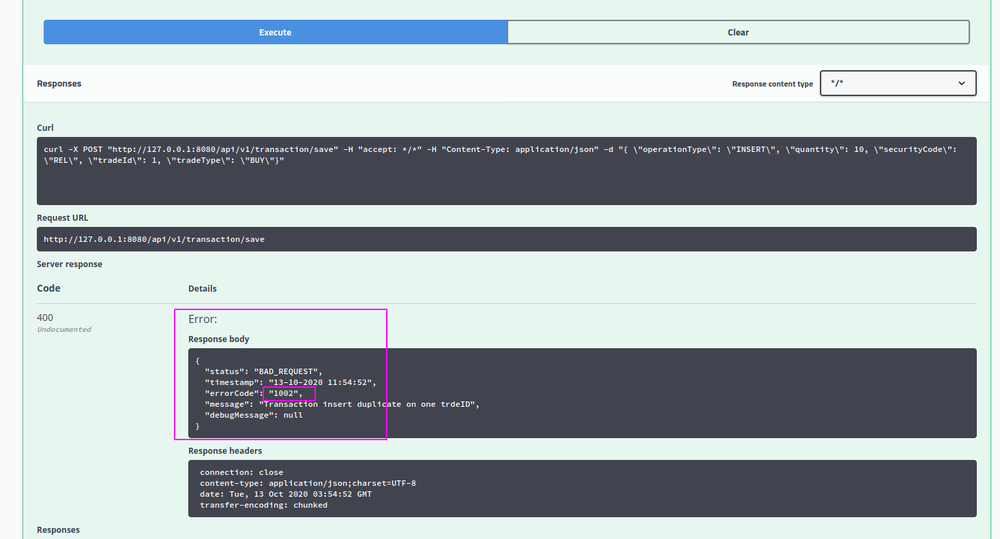 Execute
Clear
Responses
Response content type
*/*
Curl
curl -X POST "http://127.0.0.1:8080/api/v1/transaction/save" -H "accept: */*" -H "Content-Type: application/json" -d "{ \"operationType\": \"INSERT\", \"quantity\": 10, \"securityCode\":
\"REL\", \"tradeId\": 1, \"tradeType\": \"BUY\"}"
Request URL
http://127.0.0.1:8080/api/v1/transaction/save
Server response
Code
Details
400
Undocumented
Error:
Response body
{
"status": "BAD_REQUEST",
"timestamp": "13-10-2020 11:54:52",
"errorCode": "1002",
"message": "Transaction insert duplicate on one trdeID",
"debugMessage": null
}
Response headers
connection: close
content-type: application/json;charset=UTF-8
date: Tue, 13 Oct 2020 03:54:52 GMT
transfer-encoding: chunked
Responses